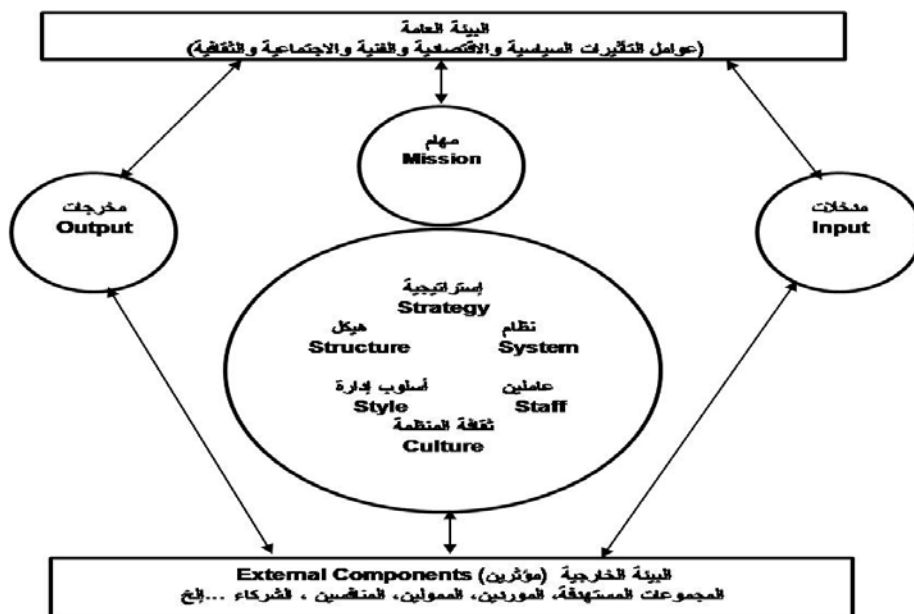 البيئة العامة
(عوامل التأثيرات السياسية والاقتصادية والفنية والاجتماعية والثقافية)
مهام
Mission
مدخلات
Input
مخرجات
Output
إستراتيجية
Strategy
نظام
System
هيكل
Structure
عاملين
Staff
أسلوب إدارة
Style
ثقافة المنظمة
Culture
البيئة الخارجية (مؤثرين) External Components
المجموعات المستهدفة، الموردين، الممولين، المنافسين ، الشركاء ...إلخ